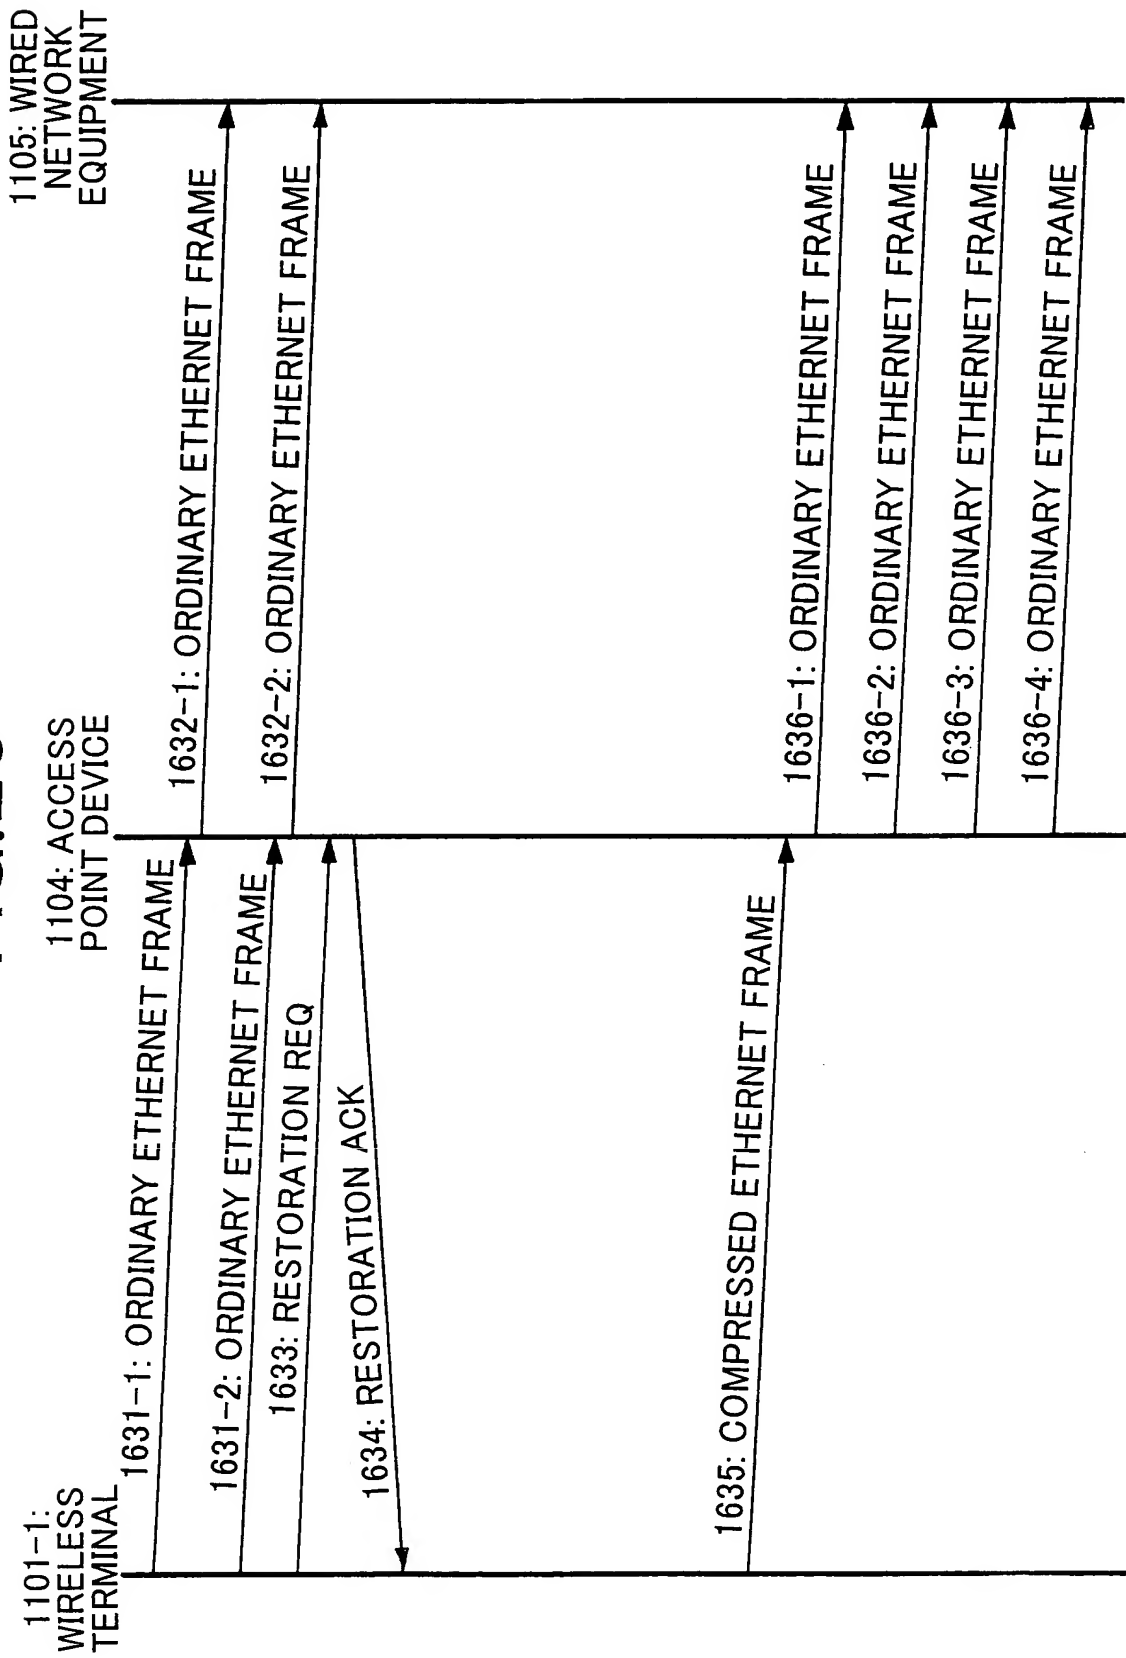 1101-1:
WIRELESS
TERMINAL
1104: ACCESS
POINT DEVICE
1105: WIRED
NETWORK
EQUIPMENT
1631-1: ORDINARY ETHERNET FRAME
1632-1: ORDINARY ETHERNET FRAME
1631-2: ORDINARY ETHERNET FRAME
1632-2: ORDINARY ETHERNET FRAME
1633: RESTORATION REQ
1634: RESTORATION ACK
1635: COMPRESSED ETHERNET FRAME
1636-1: ORDINARY ETHERNET FRAME
1636-2: ORDINARY ETHERNET FRAME
1636-3: ORDINARY ETHERNET FRAME
1636-4: ORDINARY ETHERNET FRAME